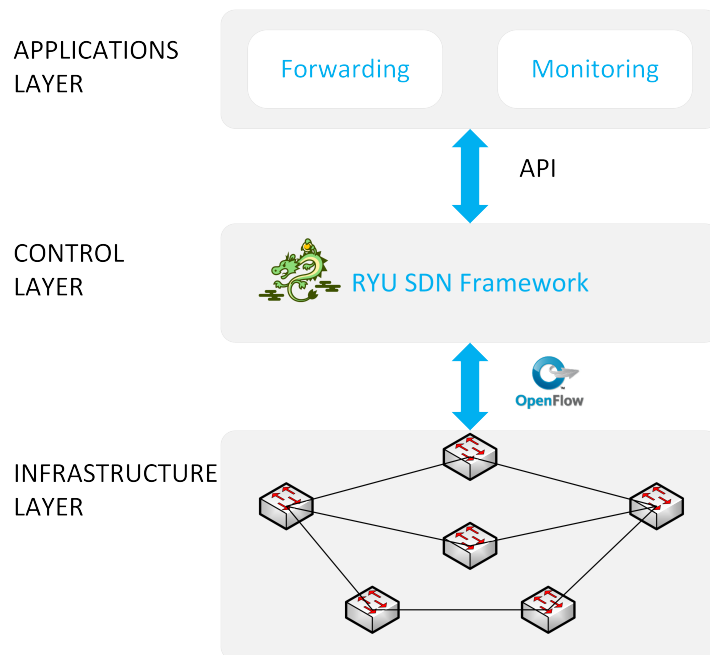 APPLICATIONS
LAYER
Forwarding
Monitoring
API
CONTROL
LAYER
RYU SDN Framework
OpenFlow
INFRASTRUCTURE
LAYER